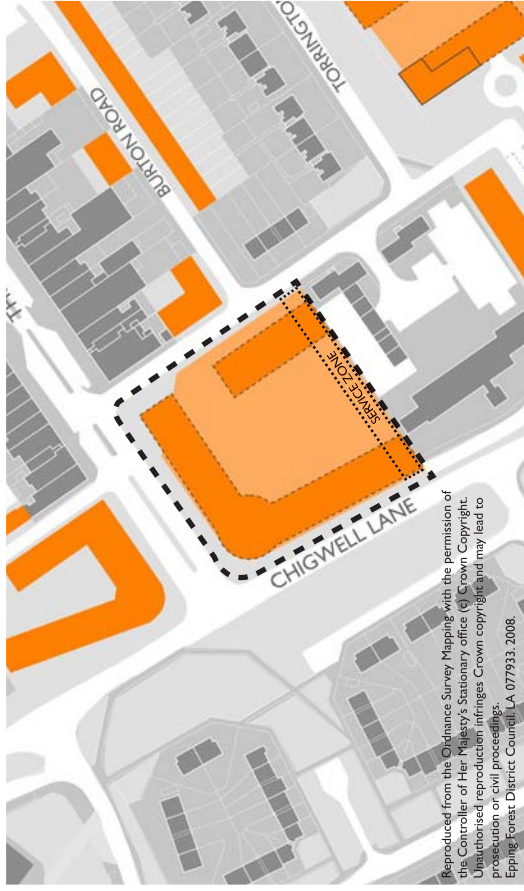 TORRINGTO
BURTON ROAD
TH
SERVICE ZONE
CHIGWELL LANE
Reproduced from the Ordnance Survey Mapping with the permission of
the Controller of Her Majesty's Stationary office (c) Crown Copyright.
Unauthorised reproduction infringes Crown copyright and may lead to
prosecution or civil proceedings.
Epping Forest District Council. LA 077933. 2008.